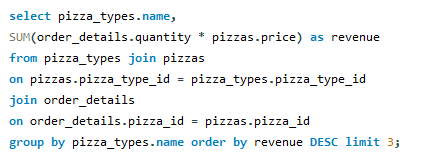 select pizza_types.name,
SUM(order_details.quantity * pizzas.price) as revenue
from pizza_types join pizzas
on pizzas.pizza_type_id = pizza_types.pizza_type_id
join order_details
on order_details.pizza_id = pizzas.pizza_id
group by pizza_types.name order by revenue DESC limit 3;